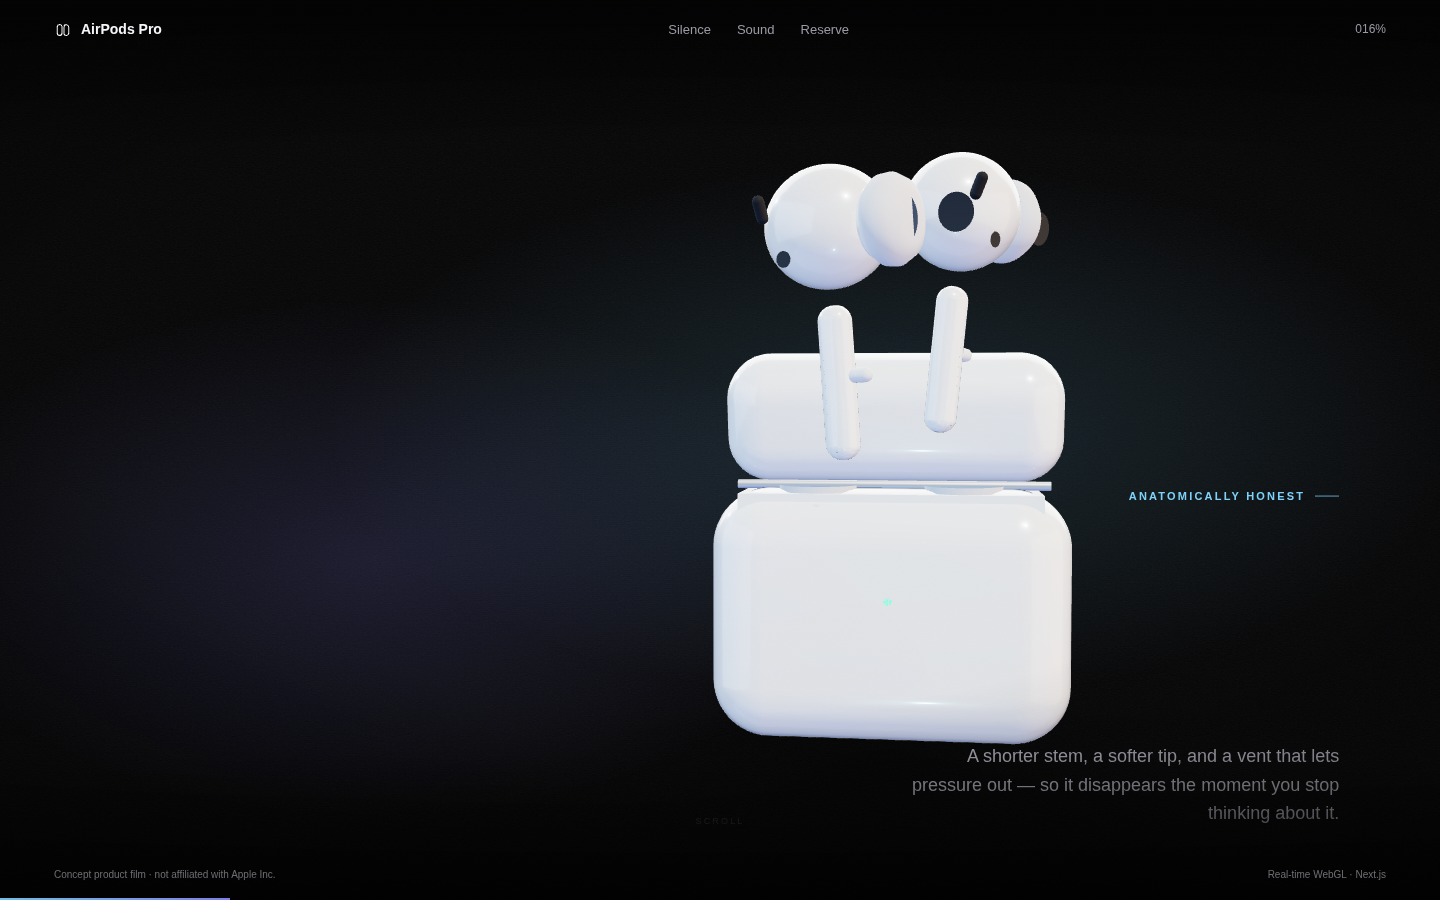 AirPods Pro
Silence
Sound
Reserve
016%
ANATOMICALLY HONEST
A shorter stem, a softer tip, and a vent that lets
pressure out — so it disappears the moment you stop
thinking about it.
SCROLL
Concept product film · not affiliated with Apple Inc.
Real-time WebGL · Next.js